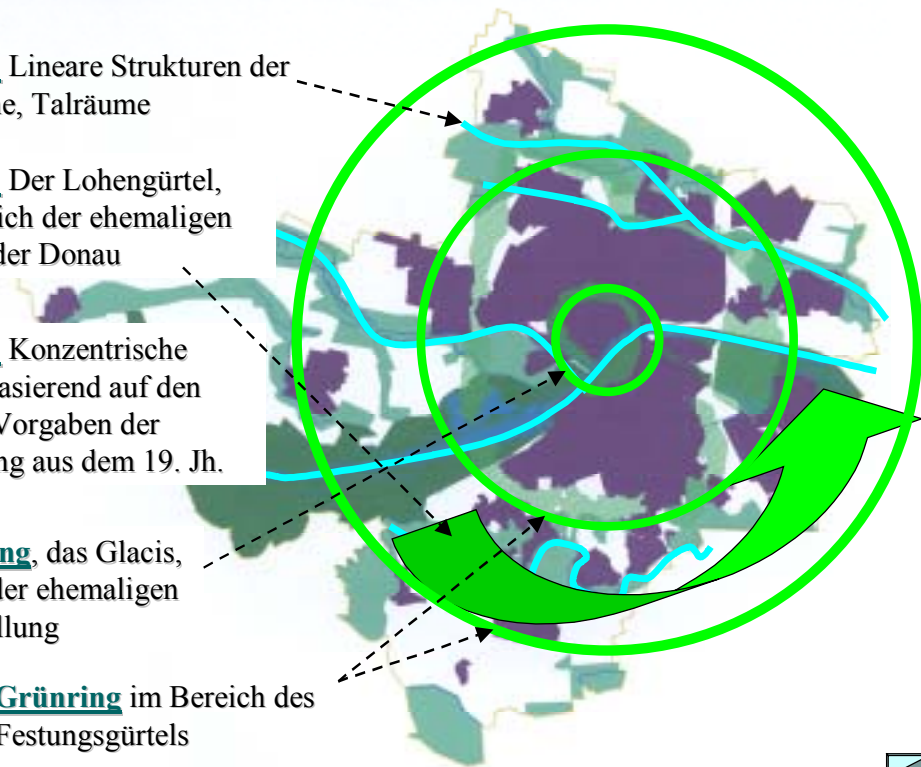 Lineare Strukturen der
e, Talräume
Der Lohengürtel,
ich der ehemaligen
der Donau
Konzentrische
asierend auf den
Vorgaben der
ng aus dem 19. Jh.
ng, das Glacis,
der ehemaligen
llung
Grünring im Bereich des
Festungsgürtels